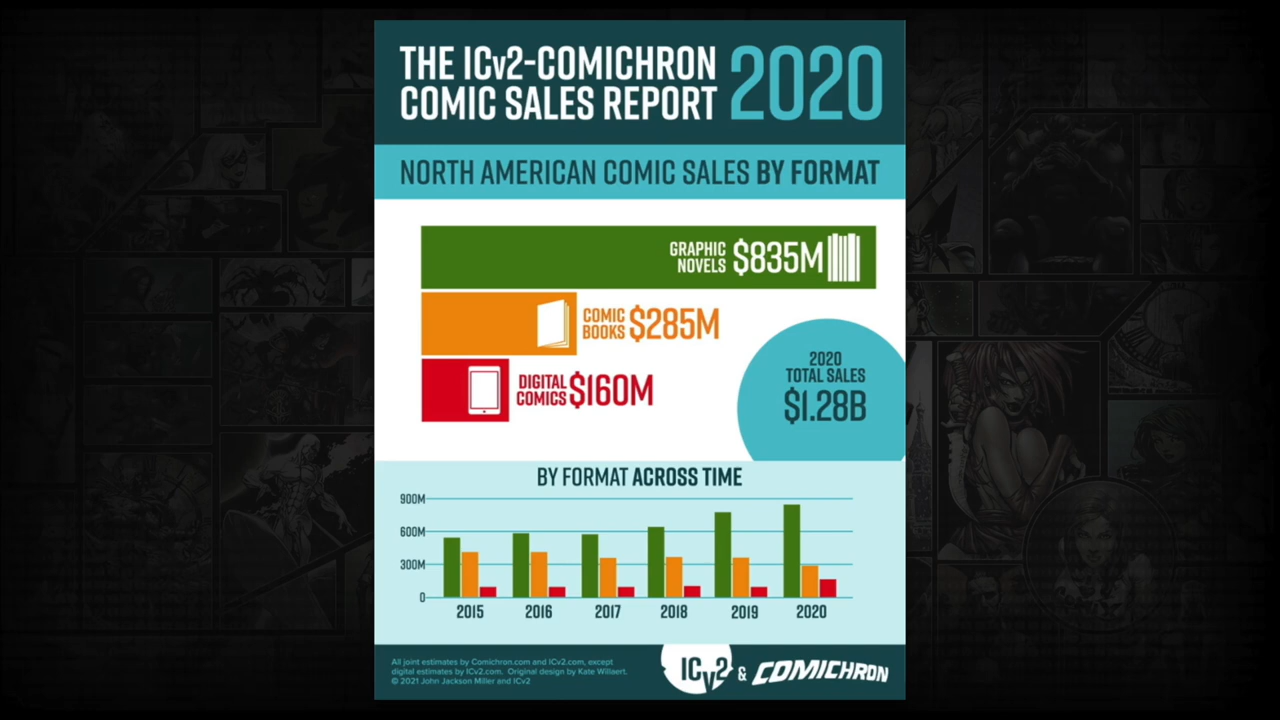 THE ICv2-COMICHRON
COMIC SALES REPORT
2020
NORTH AMERICAN COMIC SALES BY FORMAT
GRAPHIC
NOVELS
$835M
COMIC
BOOKS
$285M
DIGITAL
COMICS
$160M
2020
TOTAL SALES
$1.28B
BY FORMAT ACROSS TIME
900M
600M
300M
0
2015 2016 2017 2018 2019 2020
All joint estimates by Comichron.com and ICv2.com, except
digital estimates by ICv2.com. Original design by Kate Willaert.
© 2021 John Jackson Miller and ICv2
ICv2 & COMICHRON